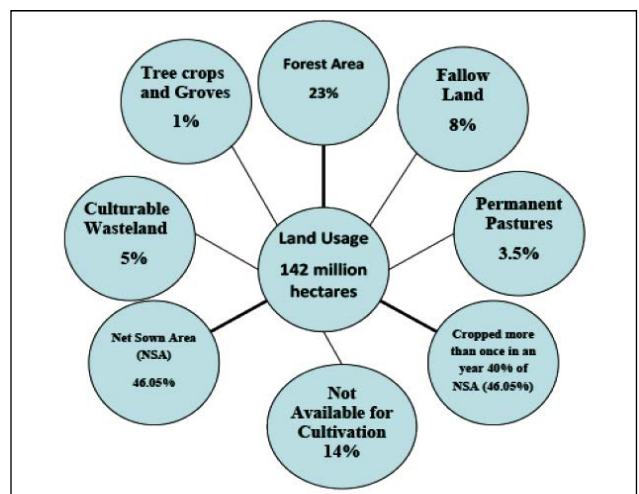 Forest Area
23%
Tree crops
and Groves
1%
Fallow
Land
8%
Culturable
Wasteland
5%
Land Usage
142 million
hectares
Permanent
Pastures
3.5%
Net Sown Area
(NSA)
46.05%
Cropped more
than once in an
year 40% of
NSA (46.05%)
Not
Available for
Cultivation
14%